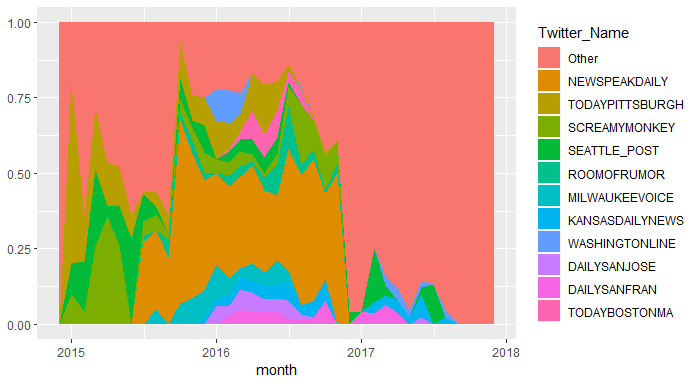 1.00
0.75
0.50
0.25
0.00
2015
2016
2017
2018
month
Twitter_Name
Other
NEWSPEAKDAILY
TODAYPITTSBURGH
SCREAMYMONKEY
SEATTLE_POST
ROOMOFRUMOR
MILWAUKEEVOICE
KANSASDAILYNEWS
WASHINGTONLINE
DAILYSANJOSE
DAILYSANFRAN
TODAYBOSTONMA